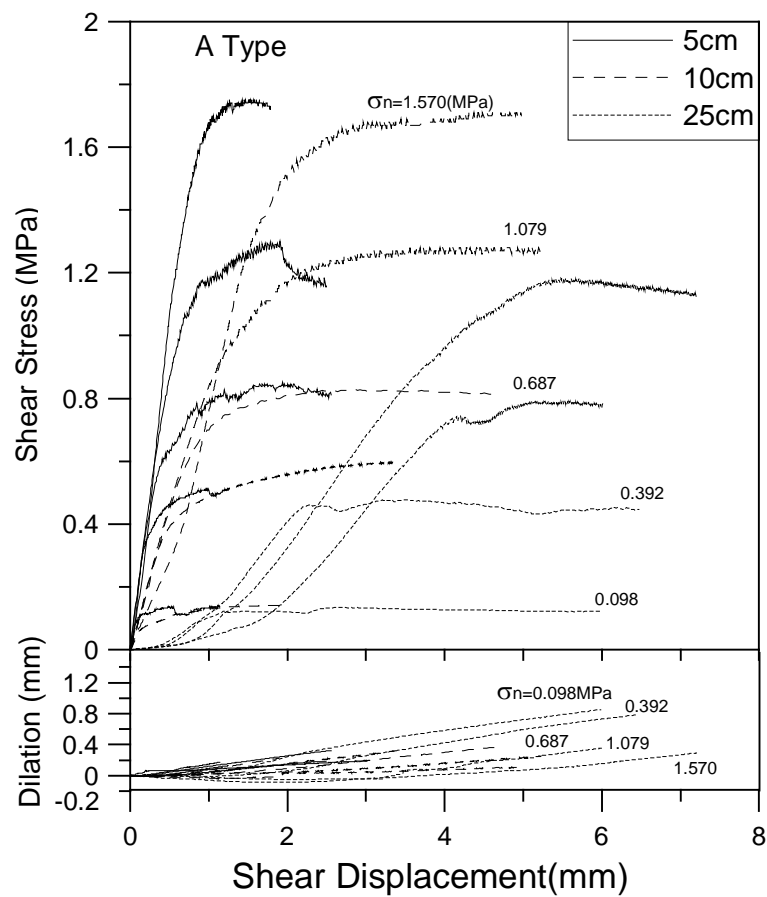 2
A Type
5cm
10cm
25cm
σn=1.570(MPa)
1.6
1.079
1.2
Shear Stress (MPa)
0.8
0.687
0.4
0.392
0.098
0
Dilation (mm)
1.2
σn=0.098MPa
0.8
0.392
0.4
0.687
1.079
0
1.570
-0.2
0
2
4
6
8
Shear Displacement(mm)